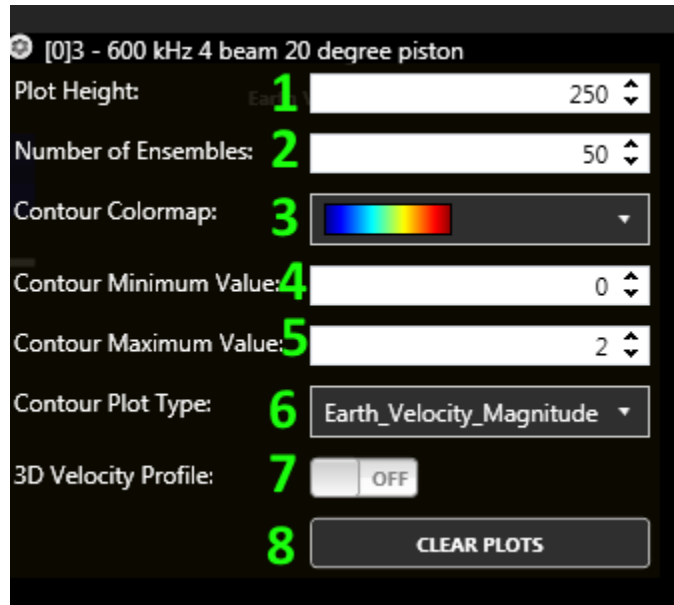 [0]3 - 600 kHz 4 beam 20 degree piston
Plot Height: 1 250
Number of Ensembles: 2 50
Contour Colormap: 3
Contour Minimum Value: 4 0
Contour Maximum Value: 5 2
Contour Plot Type: 6 Earth_Velocity_Magnitude
3D Velocity Profile: 7 OFF
8 CLEAR PLOTS